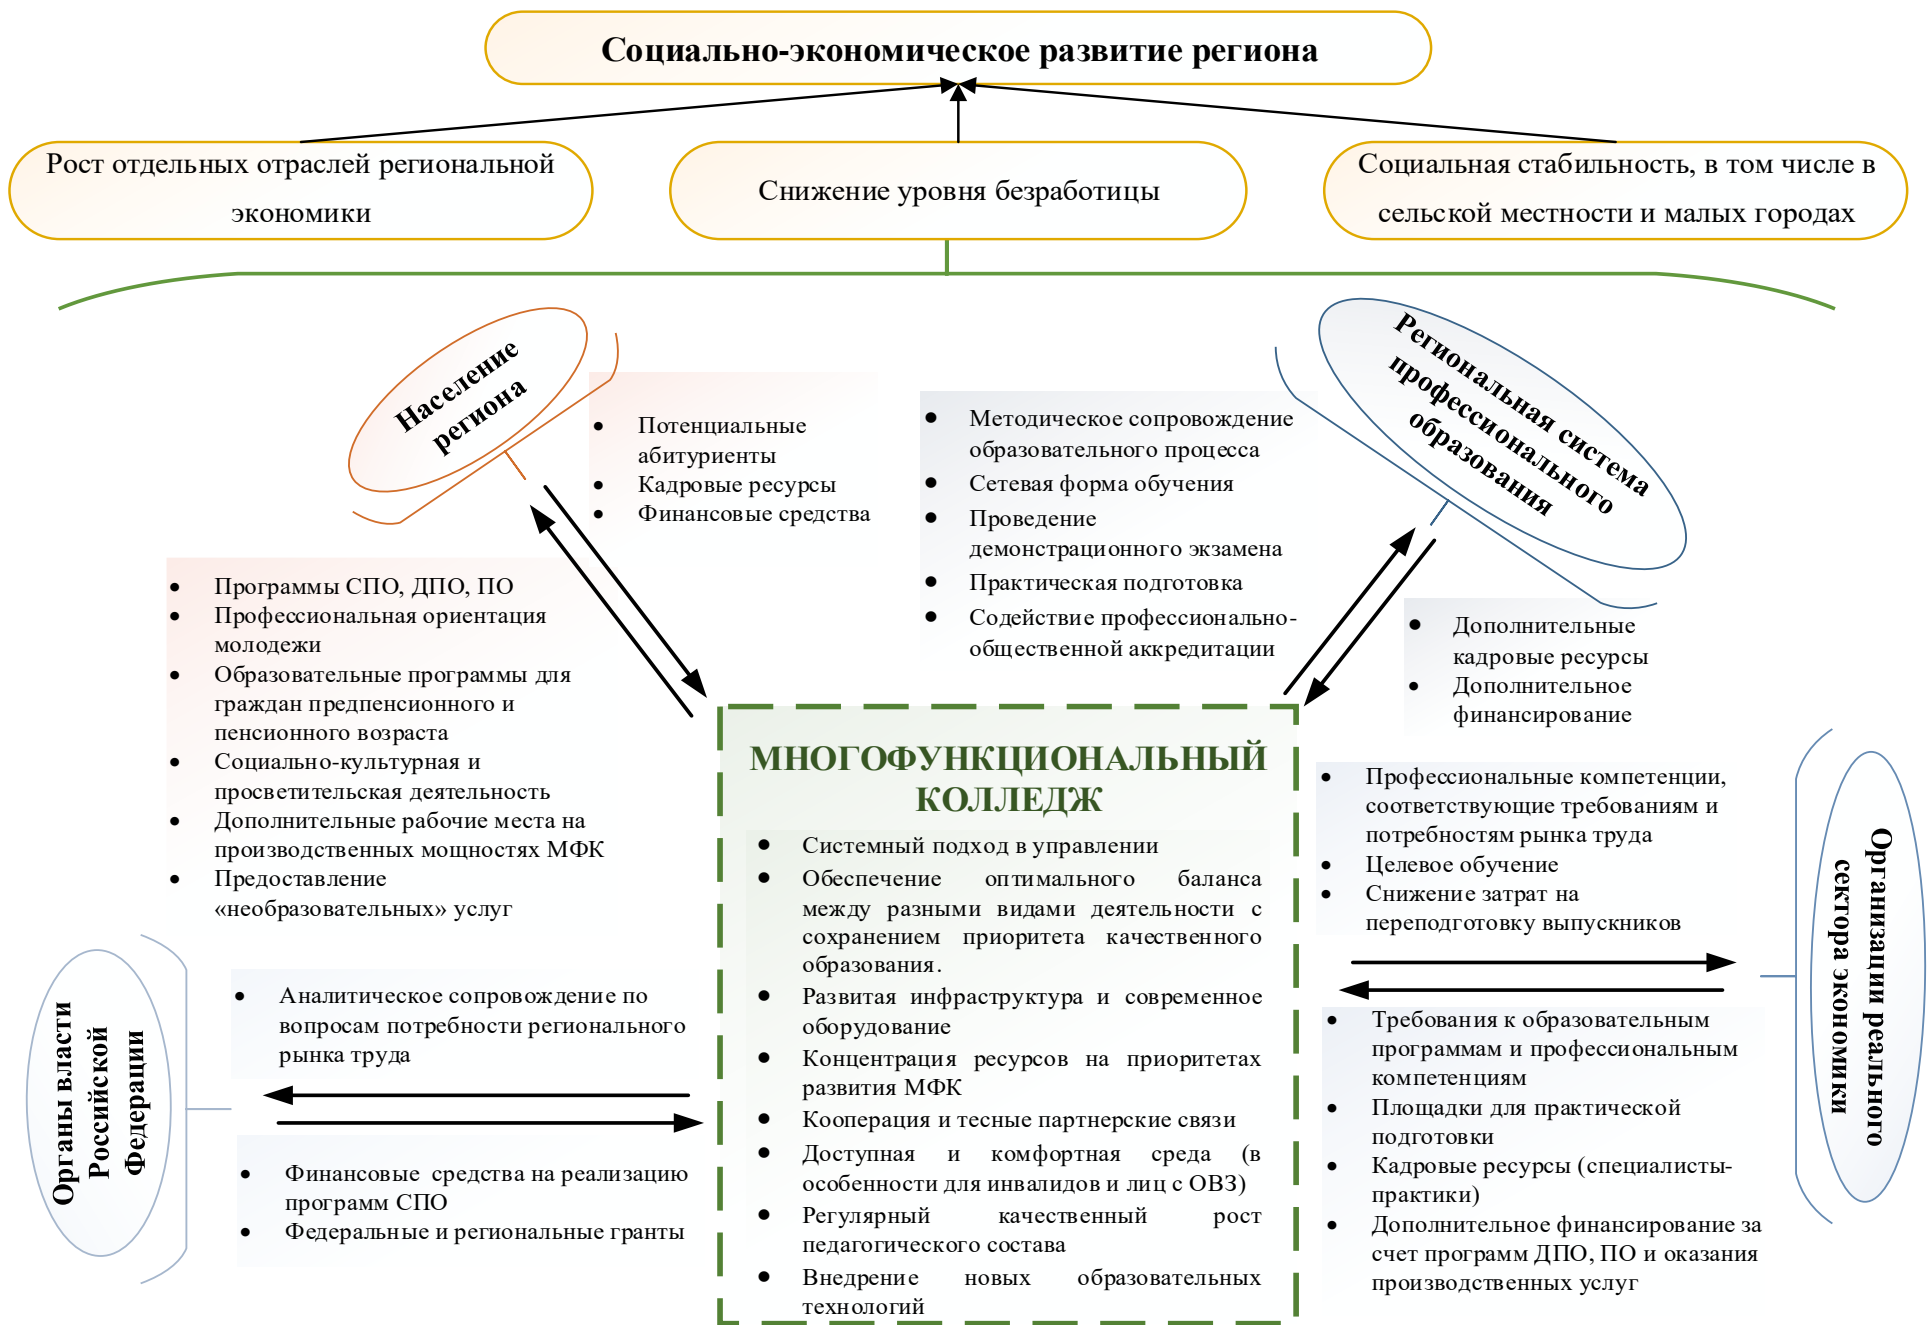 Социально-экономическое развитие региона
Рост отдельных отраслей региональной
экономики
Снижение уровня безработицы
Социальная стабильность, в том числе в
сельской местности и малых городах
Население
региона
• Потенциальные
абитуриенты
• Кадровые ресурсы
• Финансовые средства
• Методическое сопровождение
образовательного процесса
• Сетевая форма обучения
• Проведение
демонстрационного экзамена
• Практическая подготовка
• Содействие профессионально-
общественной аккредитации
Региональная система
профессионального
образования
• Программы СПО, ДПО, ПО
• Профессиональная ориентация
молодежи
• Образовательные программы для
граждан предпенсионного и
пенсионного возраста
• Социально-культурная и
просветительская деятельность
• Дополнительные рабочие места на
производственных мощностях МФК
• Предоставление
«необразовательных» услуг
• Дополнительные
кадровые ресурсы
• Дополнительное
финансирование
МНОГОФУНКЦИОНАЛЬНЫЙ
КОЛЛЕДЖ
• Системный подход в управлении
• Обеспечение оптимального баланса
между разными видами деятельности с
сохранением приоритета качественного
образования.
• Развитая инфраструктура и современное
оборудование
• Концентрация ресурсов на приоритетах
развития МФК
• Кооперация и тесные партнерские связи
• Доступная и комфортная среда (в
особенности для инвалидов и лиц с ОВЗ)
• Регулярный качественный рост
педагогического состава
• Внедрение новых образовательных
технологий
• Профессиональные компетенции,
соответствующие требованиям и
потребностям рынка труда
• Целевое обучение
• Снижение затрат на
переподготовку выпускников
Организации реального
сектора экономики
• Требования к образовательным
программам и профессиональным
компетенциям
• Площадки для практической
подготовки
• Кадровые ресурсы (специалисты-
практики)
• Дополнительное финансирование за
счет программ ДПО, ПО и оказания
производственных услуг
Органы власти
Российской
Федерации
• Аналитическое сопровождение по
вопросам потребности регионального
рынка труда
• Финансовые средства на реализацию
программ СПО
• Федеральные и региональные гранты